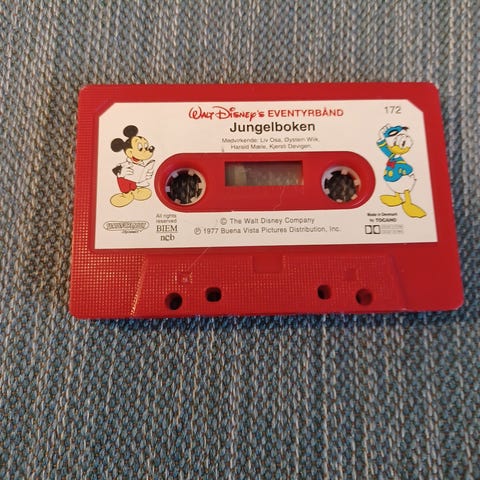 WALT DISNEY'S EVENTYRBÅND
172
Jungelboken
Medvirkende: Liv Osa, Øystein Wiik,
Harald Mæle, Kjersti Døvigen,
All rights
reserved
BIEM
ncb
© The Walt Disney Company
℗ 1977 Buena Vista Pictures Distribution, Inc.
Made in Denmark
by TOCANO